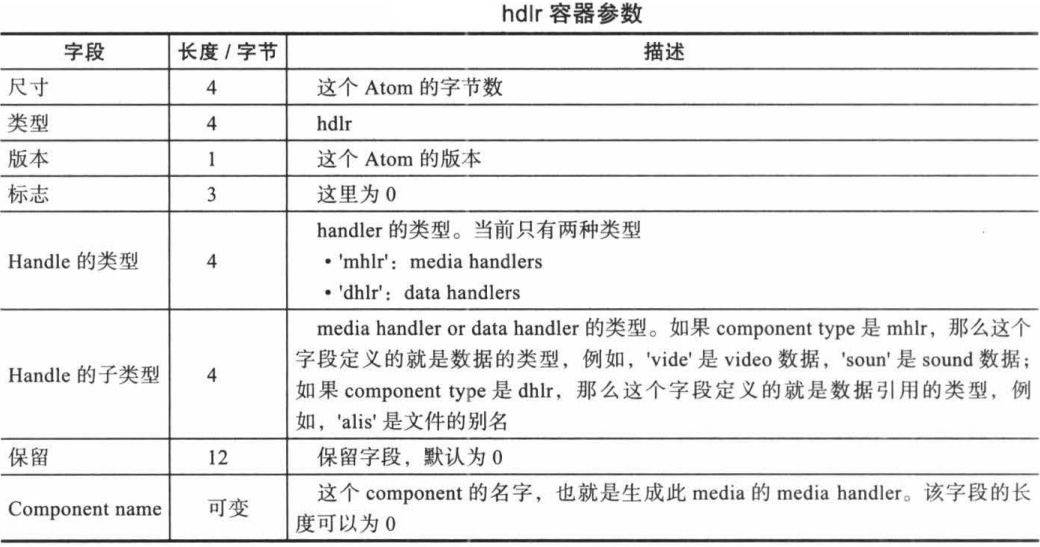 hdlr 容器参数
字段 长度 / 字节 描述
尺寸 4 这个 Atom 的字节数
类型 4 hdlr
版本 1 这个 Atom 的版本
标志 3 这里为 0
Handle 的类型 4 handler 的类型。当前只有两种类型
• 'mhlr'：media handlers
• 'dhlr'：data handlers
Handle 的子类型 4 media handler or data handler 的类型。如果 component type 是 mhlr，那么这个
字段定义的就是数据的类型，例如，'vide' 是 video 数据，'soun' 是 sound 数据；
如果 component type 是 dhlr，那么这个字段定义的就是数据引用的类型，例
如，'alis' 是文件的别名
保留 12 保留字段，默认为 0
Component name 可变 这个 component 的名字，也就是生成此 media 的 media handler。该字段的长
度可以为 0